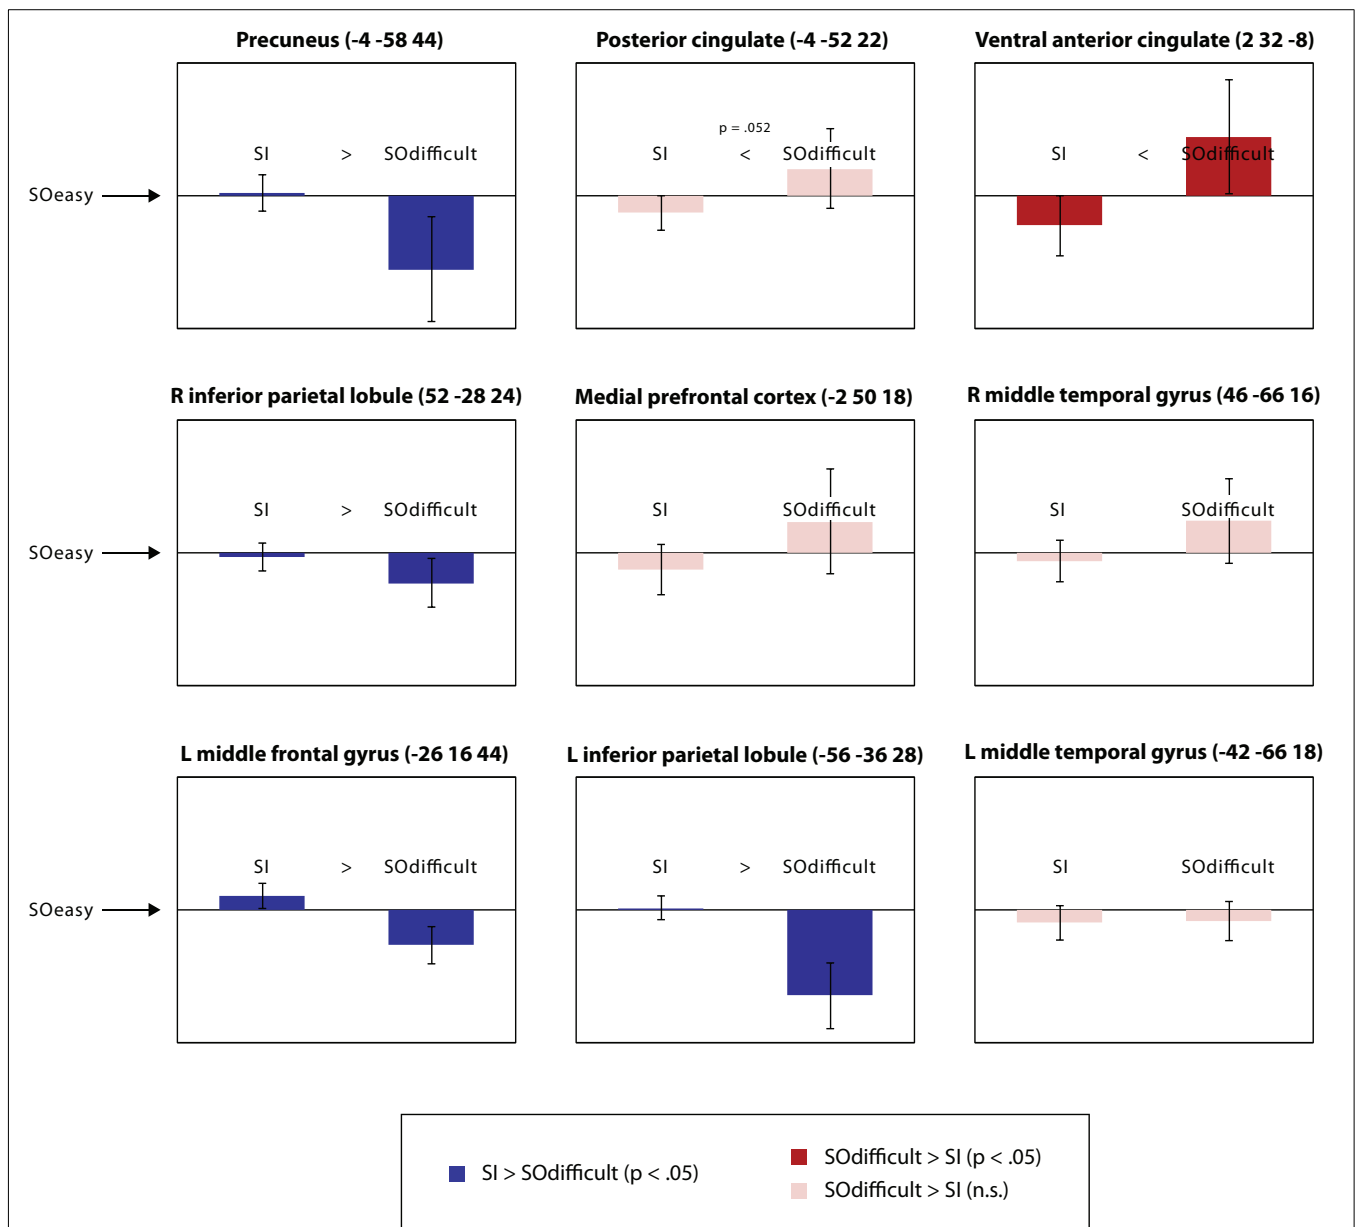 Precuneus (-4 -58 44)
Posterior cingulate (-4 -52 22)
Ventral anterior cingulate (2 32 -8)
p = .052
SI > SOdifficult
SI < SOdifficult
SI < SOdifficult
SOeasy
R inferior parietal lobule (52 -28 24)
Medial prefrontal cortex (-2 50 18)
R middle temporal gyrus (46 -66 16)
SI > SOdifficult
SI SOdifficult
SI SOdifficult
SOeasy
L middle frontal gyrus (-26 16 44)
L inferior parietal lobule (-56 -36 28)
L middle temporal gyrus (-42 -66 18)
SI > SOdifficult
SI > SOdifficult
SI SOdifficult
SOeasy
SI > SOdifficult (p < .05)
SOdifficult > SI (p < .05)
SOdifficult > SI (n.s.)